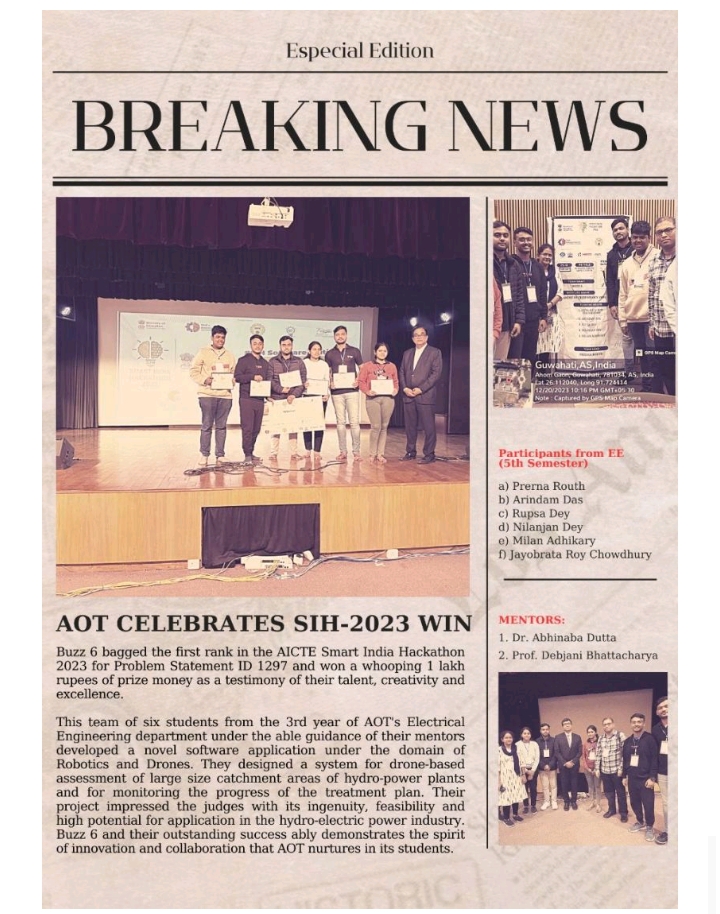 Especial Edition
BREAKING NEWS
Guwahati,AS,India
Ahom Gaon, Guwahati, 781034, AS, India
Lat 26.112040, Long 91.724414
12/20/2023 10:16 PM GMT+05:30
Note : Captured by GPS Map Camera
AOT CELEBRATES SIH-2023 WIN
Buzz 6 bagged the first rank in the AICTE Smart India Hackathon
2023 for Problem Statement ID 1297 and won a whooping 1 lakh
rupees of prize money as a testimony of their talent, creativity and
excellence.
This team of six students from the 3rd year of AOT's Electrical
Engineering department under the able guidance of their mentors
developed a novel software application under the domain of
Robotics and Drones. They designed a system for drone-based
assessment of large size catchment areas of hydro-power plants
and for monitoring the progress of the treatment plan. Their
project impressed the judges with its ingenuity, feasibility and
high potential for application in the hydro-electric power industry.
Buzz 6 and their outstanding success ably demonstrates the spirit
of innovation and collaboration that AOT nurtures in its students.
Participants from EE
(5th Semester)
a) Prerna Routh
b) Arindam Das
c) Rupsa Dey
d) Nilanjan Dey
e) Milan Adhikary
f) Jayobrata Roy Chowdhury
MENTORS:
1. Dr. Abhinaba Dutta
2. Prof. Debjani Bhattacharya